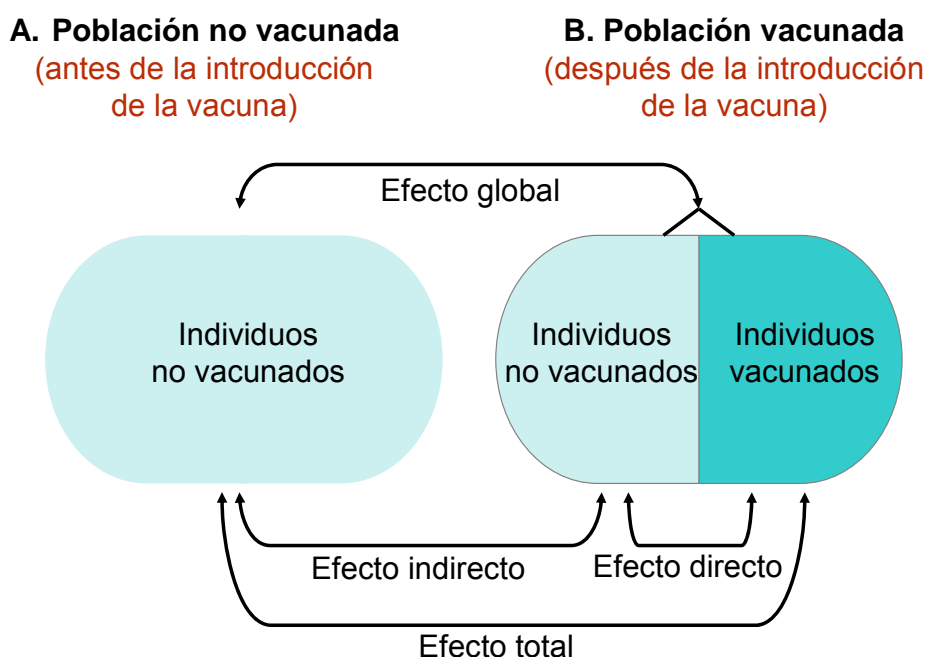 A. Población no vacunada
(antes de la introducción
de la vacuna)
B. Población vacunada
(después de la introducción
de la vacuna)
Efecto global
Individuos
no vacunados
Individuos
no vacunados
Individuos
vacunados
Efecto indirecto
Efecto directo
Efecto total